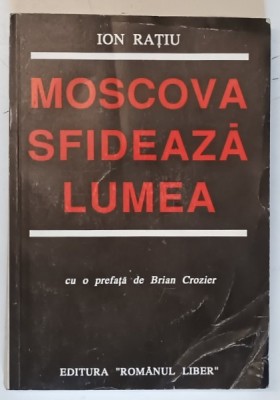 ION RAȚIU
MOSCOVA
SFIDEAZĂ
LUMEA
cu o prefață de Brian Crozier
EDITURA "ROMÂNUL LIBER"